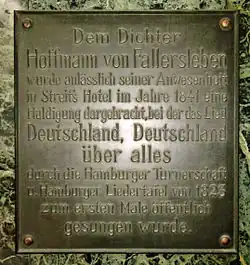 Dem Dichter
Hoffmann von Fallersleben
wurde anlässlich seiner Anwesenheit
in Streits Hotel im Jahre 1841 eine
Huldigung dargebracht, bei der das Lied
Deutschland, Deutschland
über alles
durch die Hamburger Turnerschaft
u. Hamburger Liedertafel von 1823
zum ersten Male öffentlich
gesungen wurde.